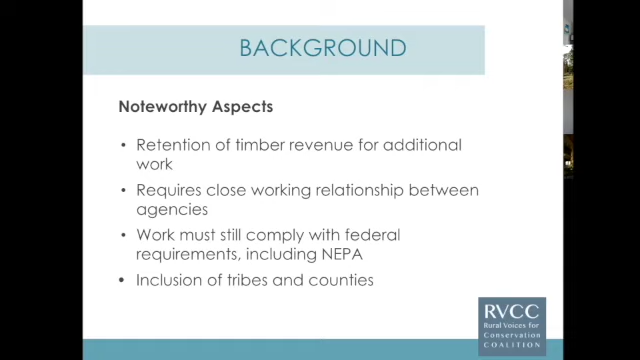 BACKGROUND
Noteworthy Aspects
• Retention of timber revenue for additional
work
• Requires close working relationship between
agencies
• Work must still comply with federal
requirements, including NEPA
• Inclusion of tribes and counties
RVCC
Rural Voices for
Conservation
COALITION